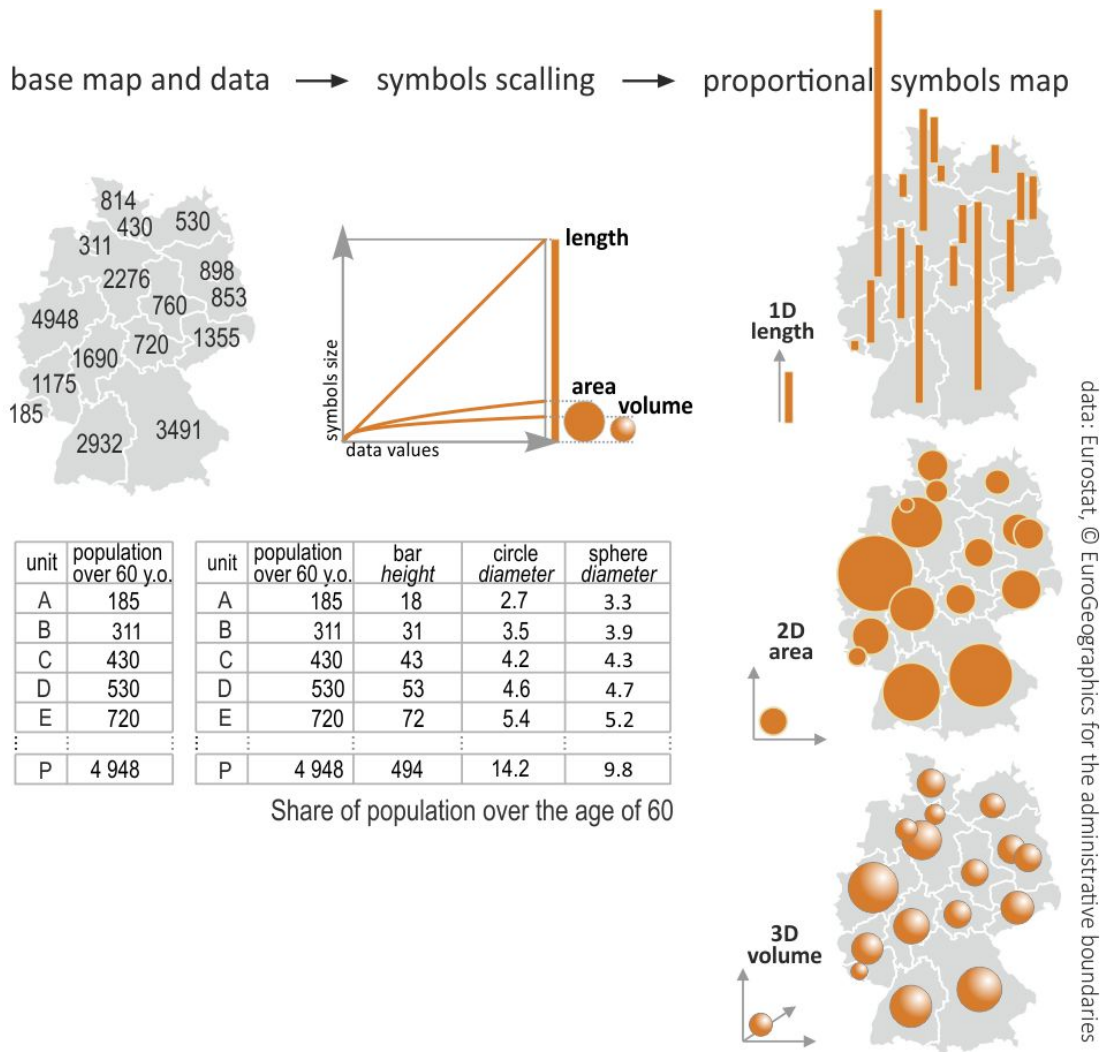 base map and data → symbols scalling → proportional symbols map
814
430
530
311
2276
898
853
760
4948
720
1355
1690
1175
185
2932
3491
length
symbols size
area
volume
data values
unit population over 60 y.o.
A 185
B 311
C 430
D 530
E 720
P 4 948
unit population over 60 y.o. bar height circle diameter sphere diameter
A 185 18 2.7 3.3
B 311 31 3.5 3.9
C 430 43 4.2 4.3
D 530 53 4.6 4.7
E 720 72 5.4 5.2
P 4 948 494 14.2 9.8
Share of population over the age of 60
1D
length
2D
area
3D
volume
data: Eurostat, © EuroGeographics for the administrative boundaries